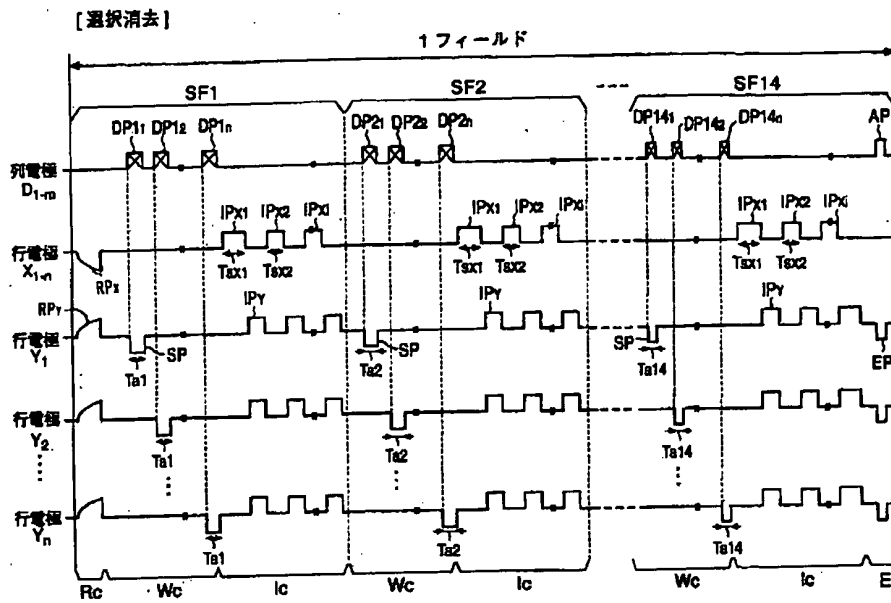 [選択消去]
1フィールド
SF1 SF2 SF14
DP1₁ DP1₂ DP1n DP2₁ DP2₂ DP2n DP14₁ DP14₂ DP14n AP
列電極 D1-m
IPX1 IPX2 IPXi IPX1 IPX2 IPXi IPX1 IPX2 IPXi
行電極 X1-n
RPX TSX1 TSX2 TSX1 TSX2 TSX1 TSX2
RPY IPY IPY IPY
行電極 Y1
SP SP SP EP
Ta1 Ta2 Ta14
行電極 Y2
Ta1 Ta2 Ta14
行電極 Yn
Ta1 Ta2 Ta14
Rc Wc Ic Wc Ic Wc Ic E